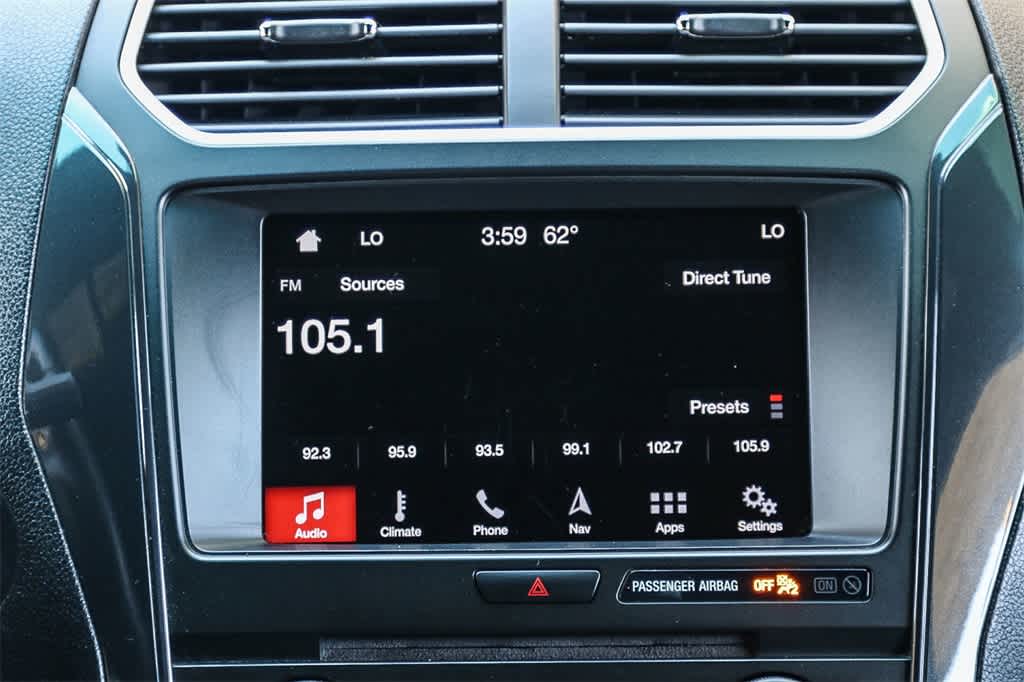 LO 3:59 62° LO
FM Sources Direct Tune
105.1
Presets
92.3 95.9 93.5 99.1 102.7 105.9
Audio Climate Phone Nav Apps Settings
PASSENGER AIRBAG OFF 2 ON